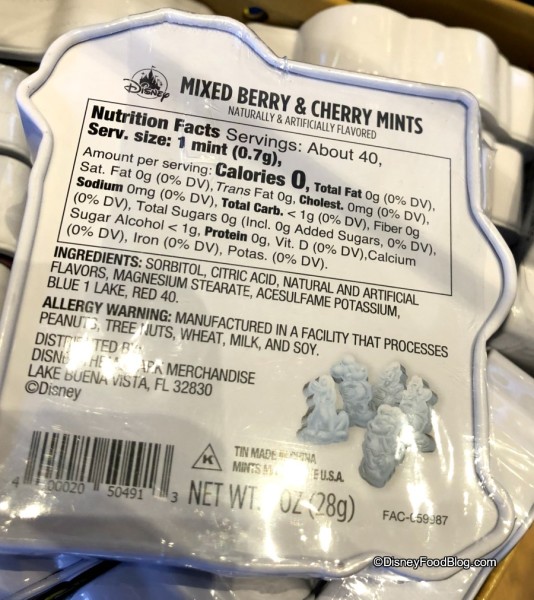 Disney
MIXED BERRY & CHERRY MINTS
NATURALLY & ARTIFICIALLY FLAVORED
Nutrition Facts Servings: About 40,
Serv. size: 1 mint (0.7g),
Amount per serving: Calories 0, Total Fat 0g (0% DV),
Sat. Fat 0g (0% DV), Trans Fat 0g, Cholest. 0mg (0% DV),
Sodium 0mg (0% DV), Total Carb. < 1g (0% DV), Fiber 0g
(0% DV), Total Sugars 0g (Incl. 0g Added Sugars, 0% DV),
Sugar Alcohol < 1g, Protein 0g, Vit. D (0% DV),Calcium
(0% DV), Iron (0% DV), Potas. (0% DV).
INGREDIENTS: SORBITOL, CITRIC ACID, NATURAL AND ARTIFICIAL
FLAVORS, MAGNESIUM STEARATE, ACESULFAME POTASSIUM,
BLUE 1 LAKE, RED 40.
ALLERGY WARNING: MANUFACTURED IN A FACILITY THAT PROCESSES
PEANUTS, TREE NUTS, WHEAT, MILK, AND SOY.
DISTRIBUTED BY
DISNEY THEME PARK MERCHANDISE
LAKE BUENA VISTA, FL 32830
©Disney
4 00020 50491 3
K
TIN MADE IN CHINA
MINTS U.S.A.
NET WT. OZ (28g)
FAC-059987
©DisneyFoodBlog.com